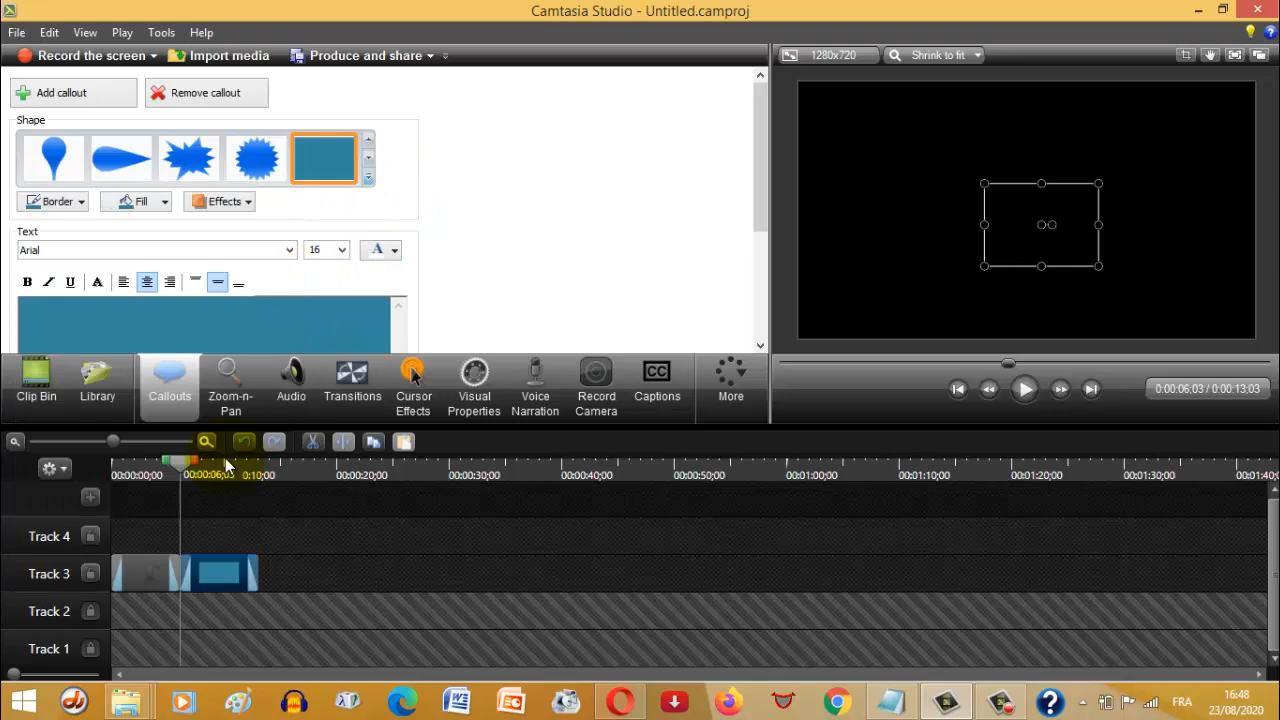 Camtasia Studio - Untitled.camproj
File Edit View Play Tools Help
Record the screen Import media Produce and share
1280x720 Shrink to fit
Add callout Remove callout
Shape
Border Fill Effects
Text
Arial 16 A
B I U A
Clip Bin Library Callouts Zoom-n-Pan Audio Transitions Cursor Effects Visual Properties Voice Narration Record Camera CC Captions More
0:00:06;03 / 0:00:13;03
00:00:00;00 00:00:06;03 0:10;00 00:00:20;00 00:00:30;00 00:00:40;00 00:00:50;00 00:01:00;00 00:01:10;00 00:01:20;00 00:01:30;00 00:01:40;
Track 4
Track 3
Track 2
Track 1
FRA 16:48
23/08/2020